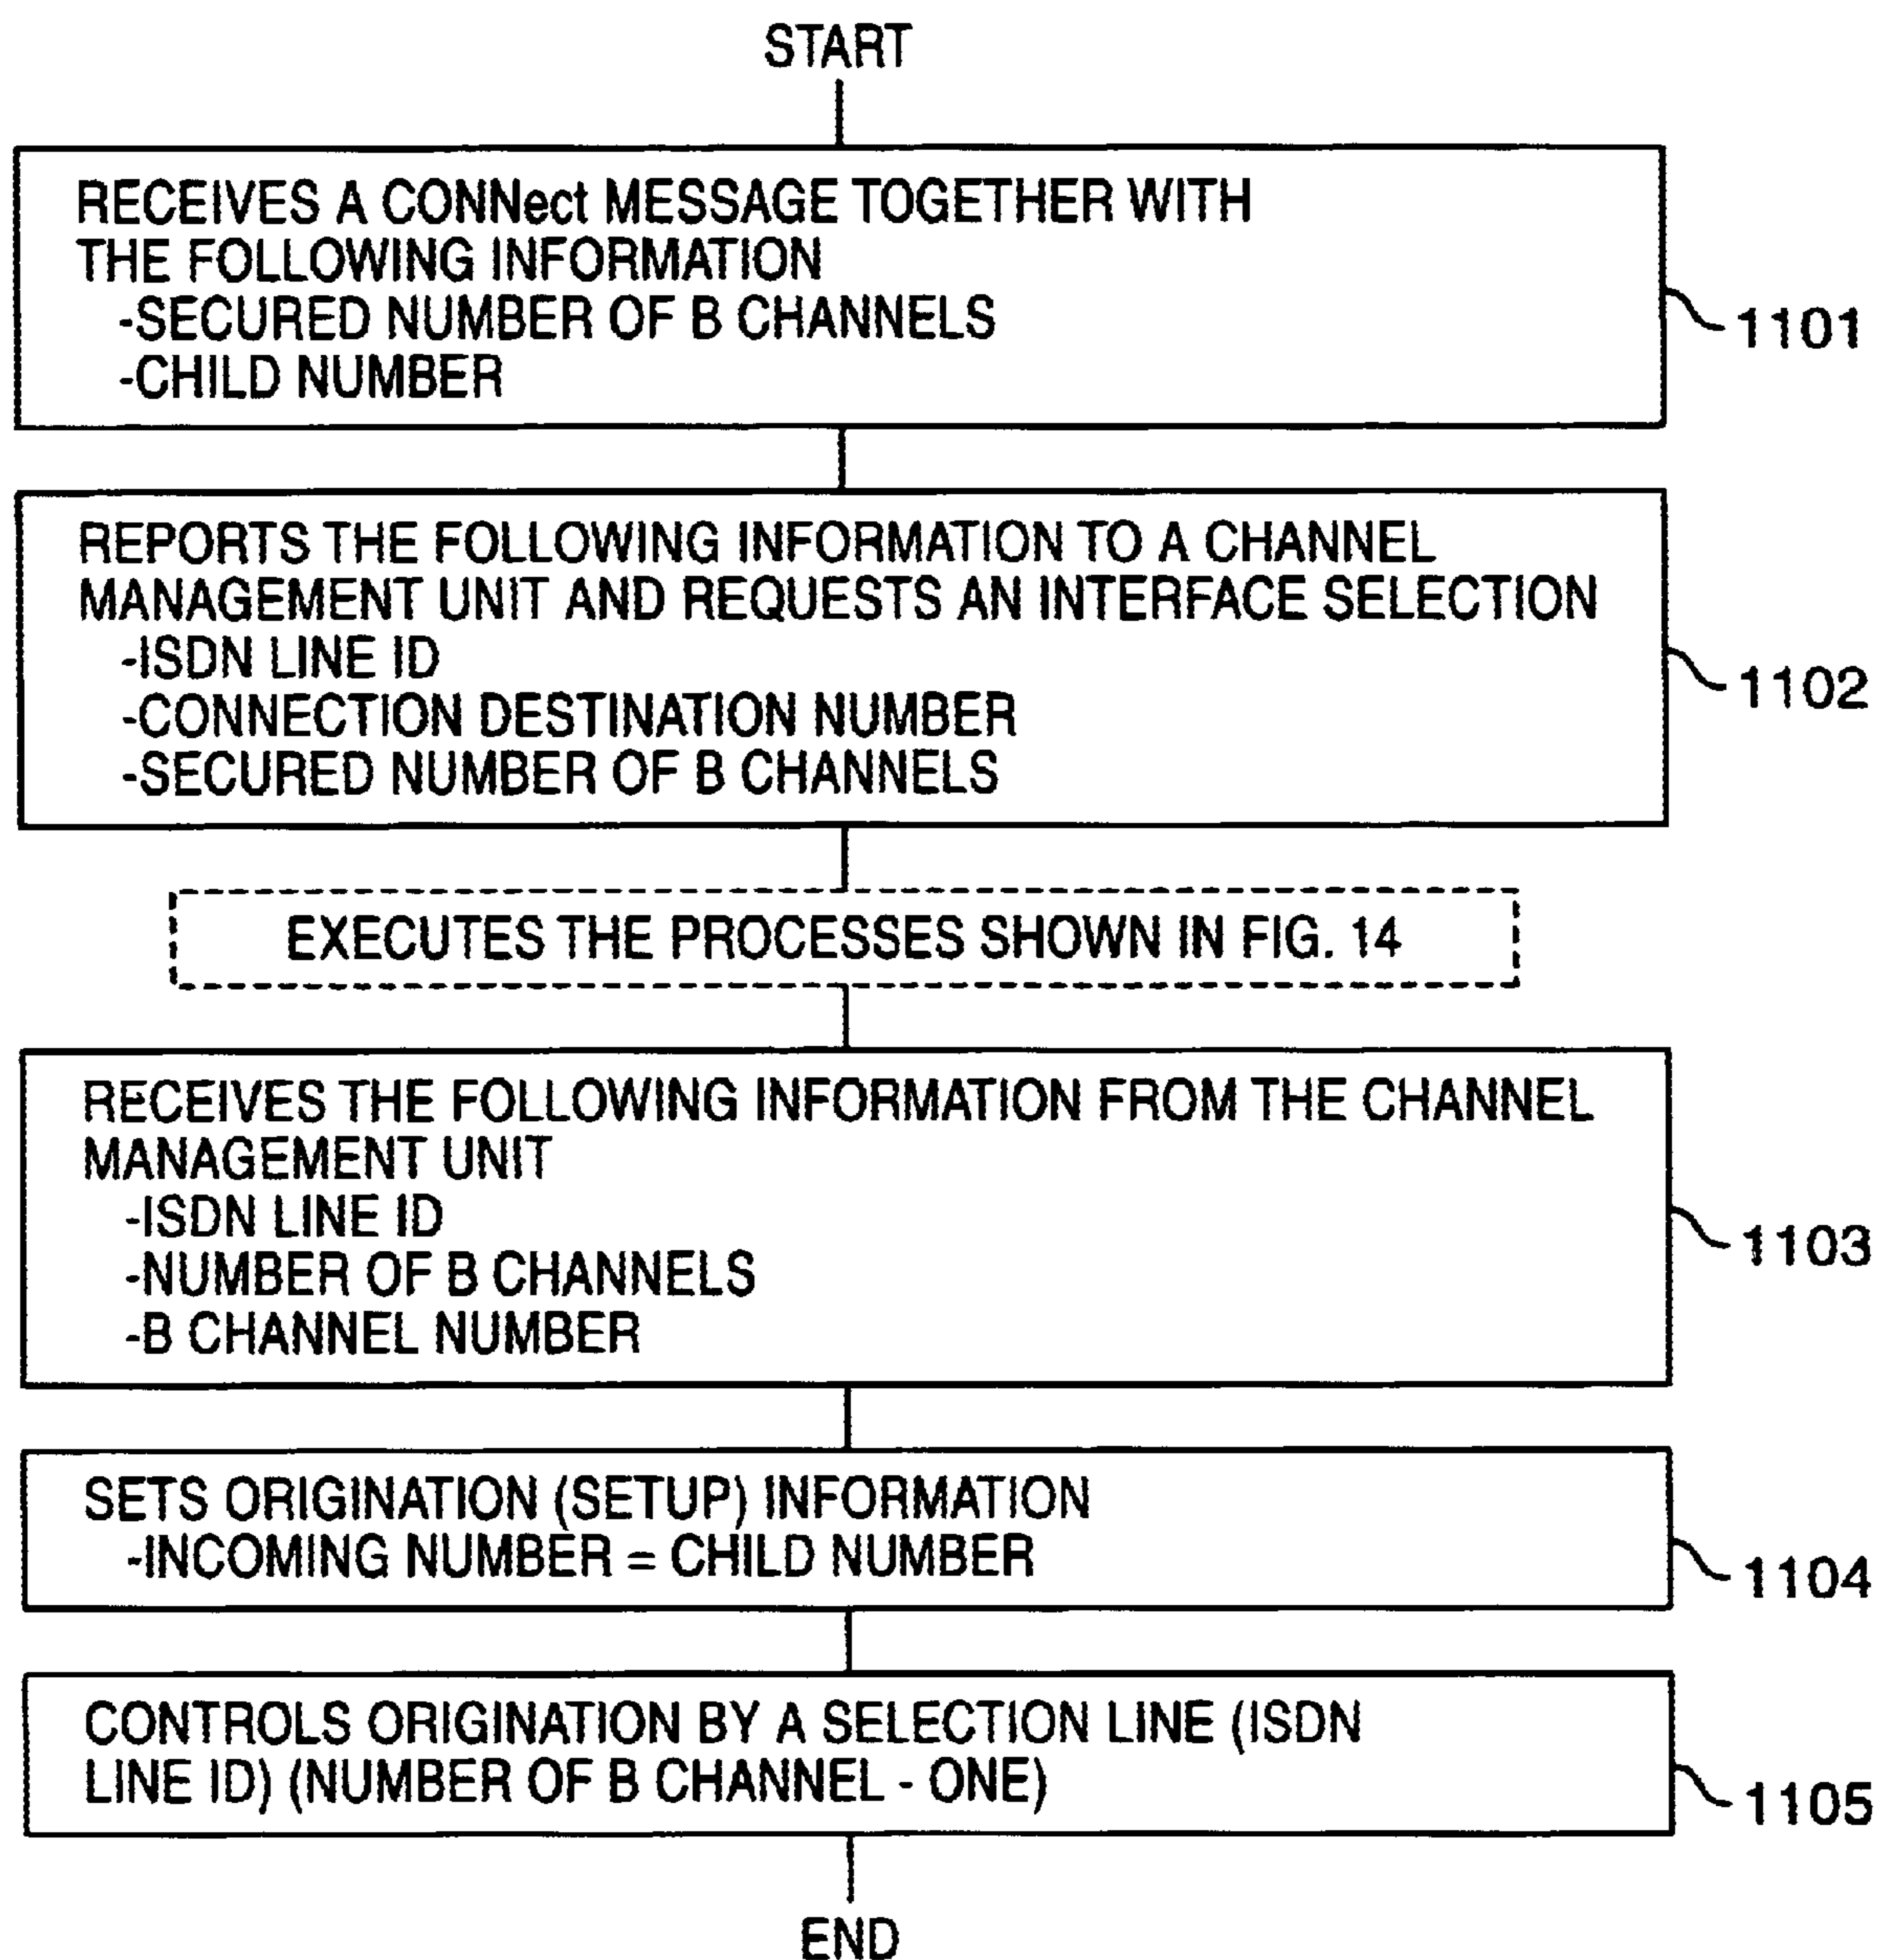 START
RECEIVES A CONNect MESSAGE TOGETHER WITH
THE FOLLOWING INFORMATION
-SECURED NUMBER OF B CHANNELS
-CHILD NUMBER
1101
REPORTS THE FOLLOWING INFORMATION TO A CHANNEL
MANAGEMENT UNIT AND REQUESTS AN INTERFACE SELECTION
-ISDN LINE ID
-CONNECTION DESTINATION NUMBER
-SECURED NUMBER OF B CHANNELS
1102
EXECUTES THE PROCESSES SHOWN IN FIG. 14
RECEIVES THE FOLLOWING INFORMATION FROM THE CHANNEL
MANAGEMENT UNIT
-ISDN LINE ID
-NUMBER OF B CHANNELS
-B CHANNEL NUMBER
1103
SETS ORIGINATION (SETUP) INFORMATION
-INCOMING NUMBER = CHILD NUMBER
1104
CONTROLS ORIGINATION BY A SELECTION LINE (ISDN
LINE ID) (NUMBER OF B CHANNEL - ONE)
1105
END